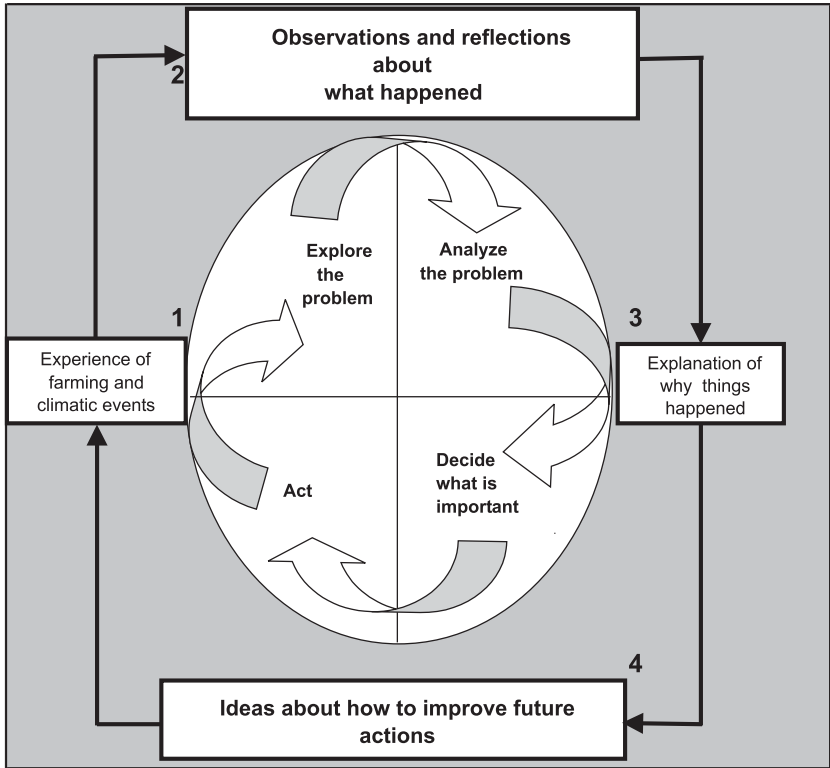 Observations and reflections
about
what happened
2
1
Experience of
farming and
climatic events
Explore
the
problem
Analyze
the problem
3
Explanation of
why things
happened
Act
Decide
what is
important
4
Ideas about how to improve future
actions